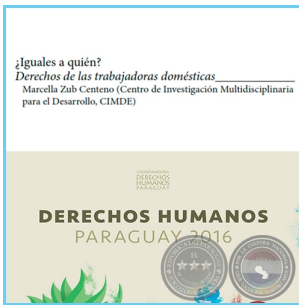 ¿Iguales a quién?
Derechos de las trabajadoras domésticas_______________
Marcella Zub Centeno (Centro de Investigación Multidisciplinaria
para el Desarrollo, CIMDE)
DERECHOS
HUMANOS
PARAGUAY
DERECHOS HUMANOS
PARAGUAY 2016